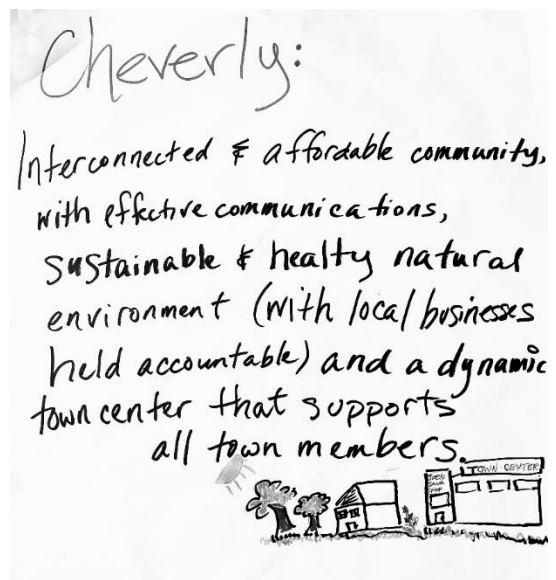 Cheverly:
Interconnected & affordable community,
with effective communications,
sustainable & healty natural
environment (with local businesses
held accountable) and a dynamic
town center that supports
all town members.
TOWN CENTER